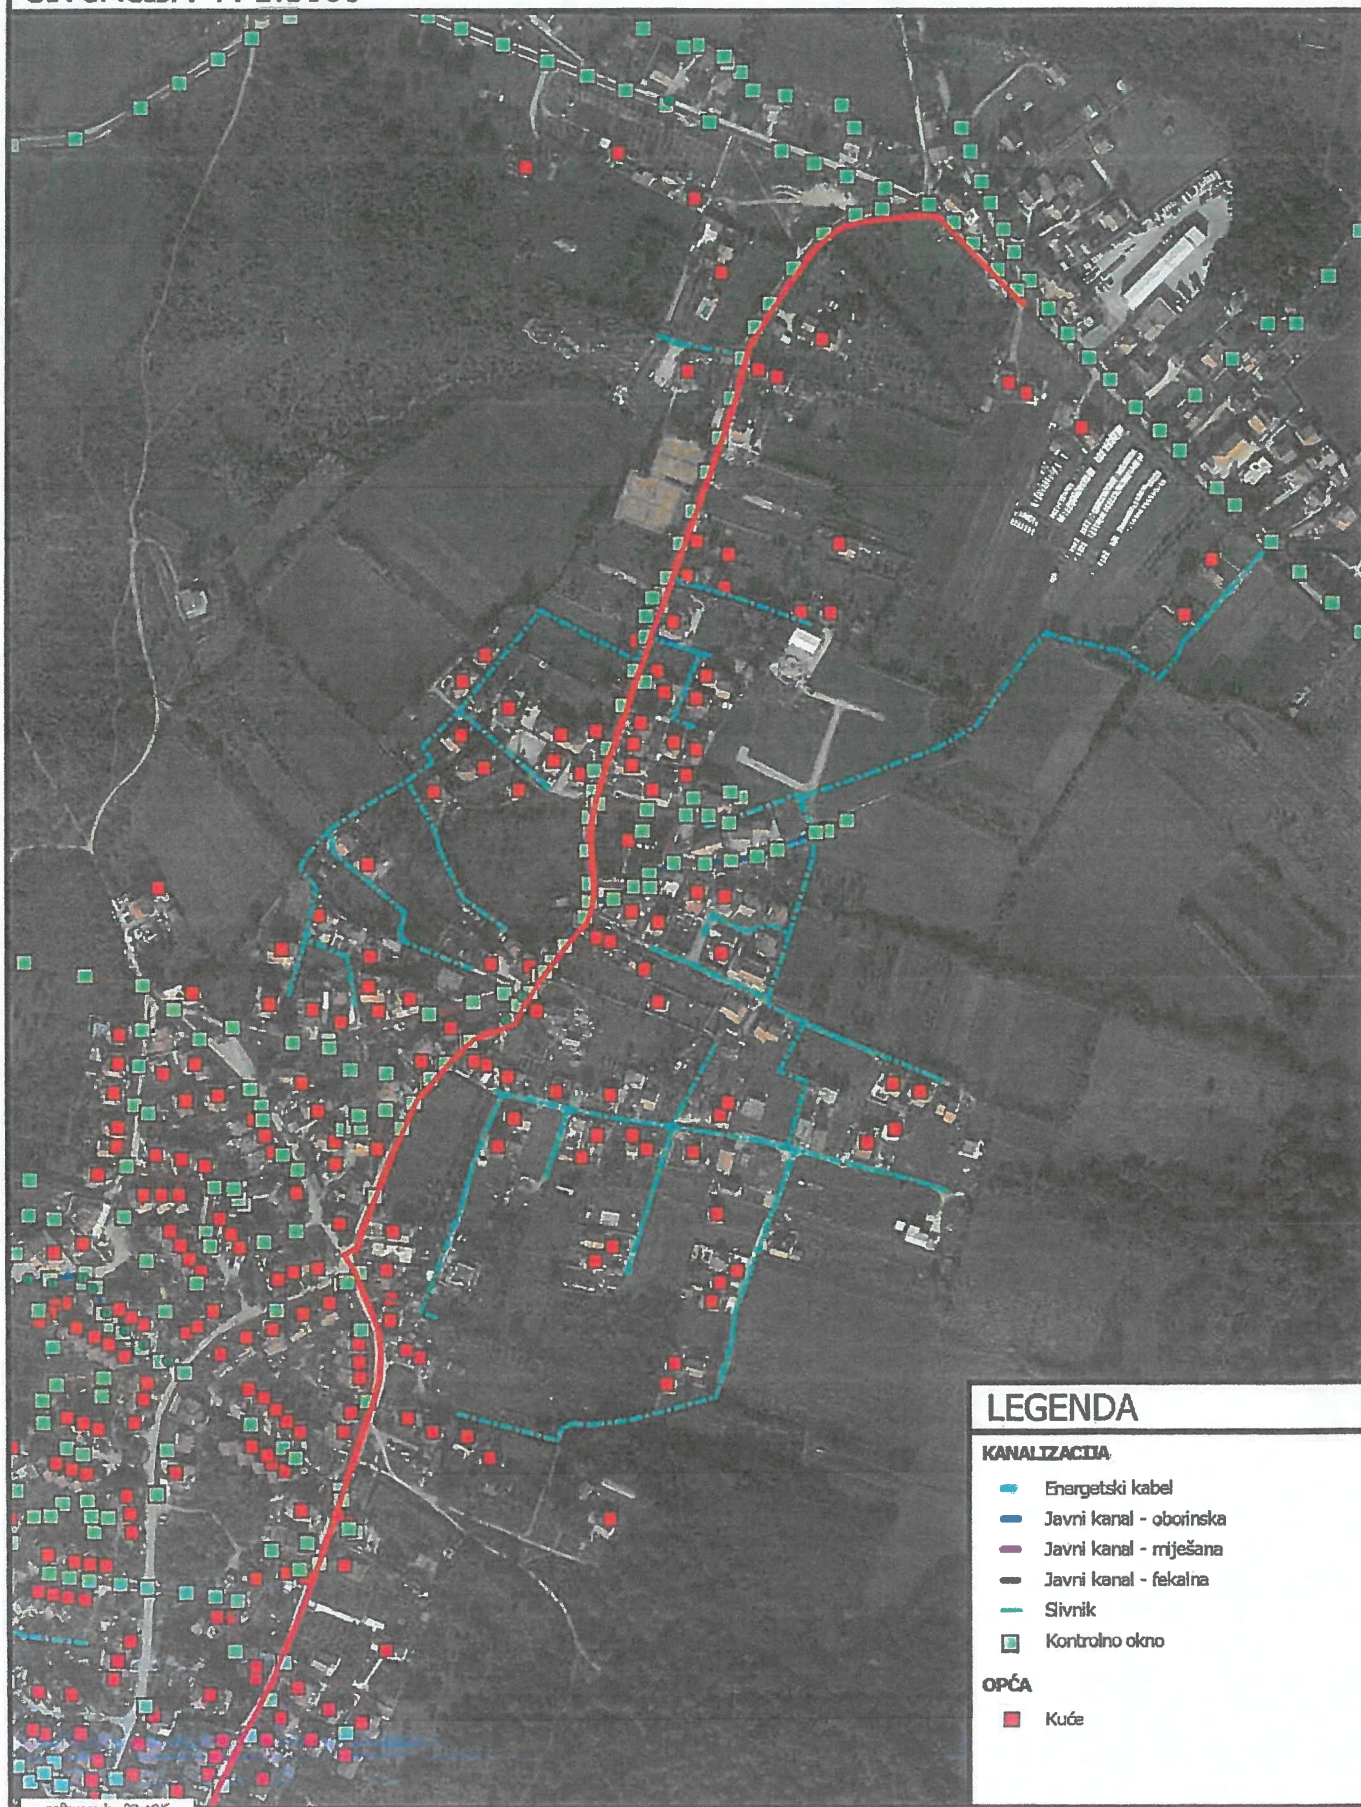 LEGENDA
KANALIZACIJA
Energetski kabel
Javni kanal - oborinska
Javni kanal - miješana
Javni kanal - fekalna
Slivnik
Kontrolno okno
OPĆA
Kuće